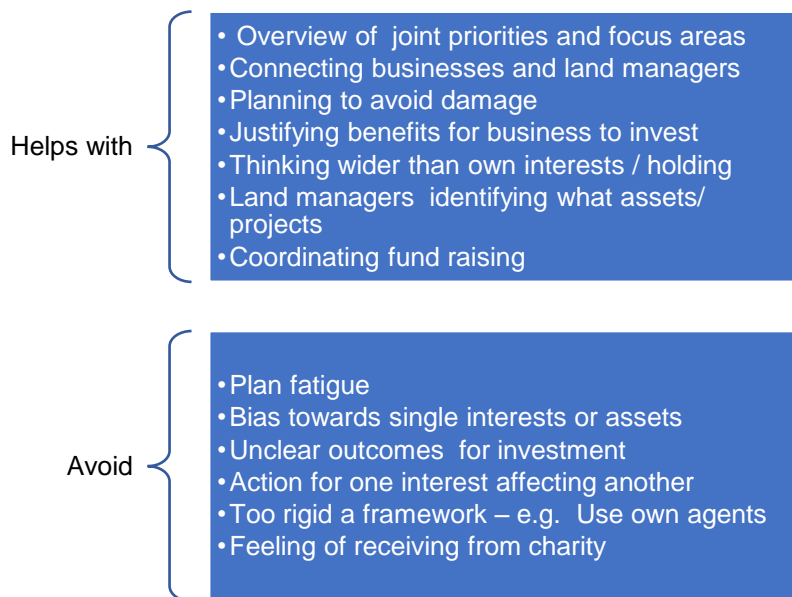 Helps with
• Overview of joint priorities and focus areas
•Connecting businesses and land managers
•Planning to avoid damage
•Justifying benefits for business to invest
•Thinking wider than own interests / holding
•Land managers identifying what assets/
projects
•Coordinating fund raising
Avoid
•Plan fatigue
•Bias towards single interests or assets
•Unclear outcomes for investment
•Action for one interest affecting another
•Too rigid a framework – e.g. Use own agents
•Feeling of receiving from charity